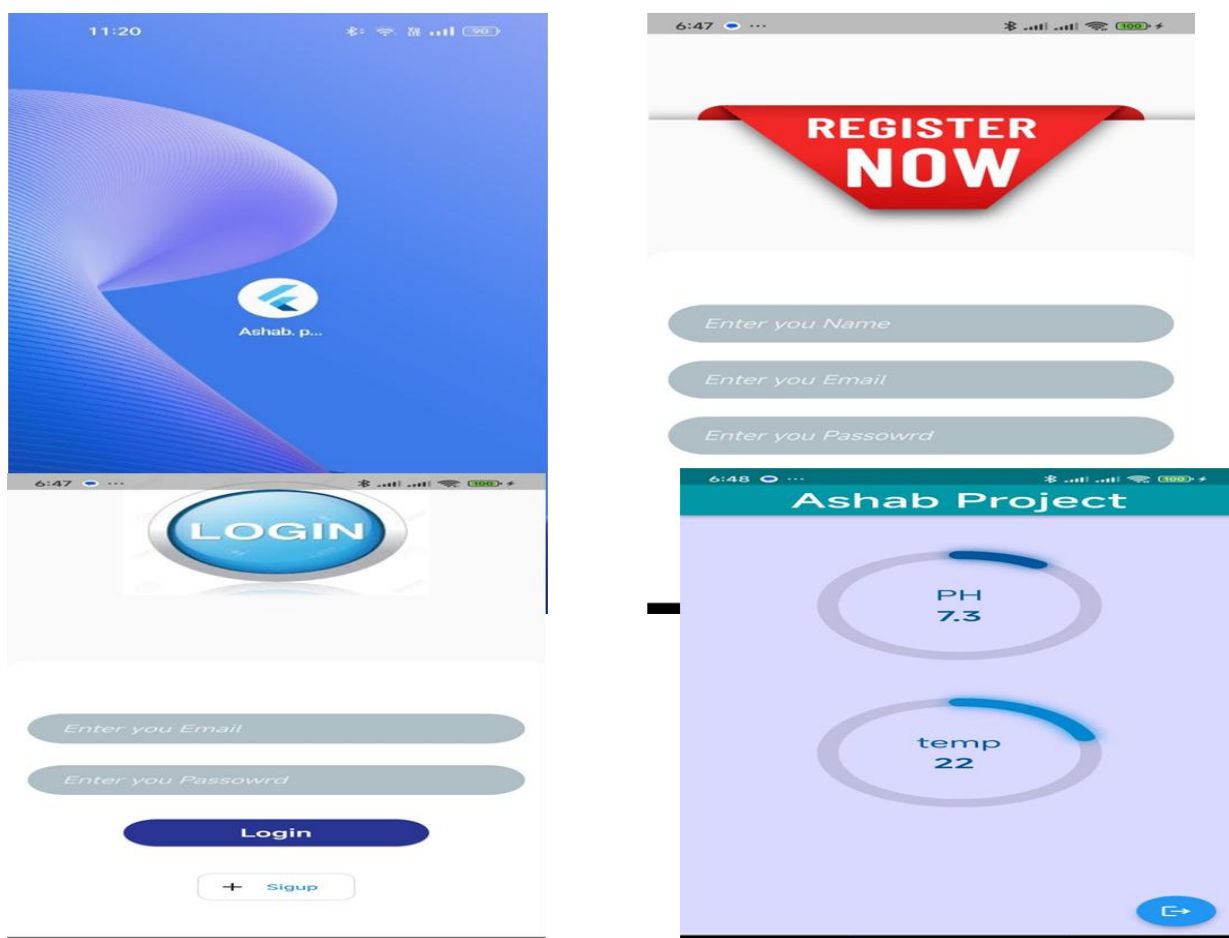 11:20
90
Ashab. p...
6:47 ...
100
REGISTER
NOW
Enter you Name
Enter you Email
Enter you Passowrd
6:47 ...
100
LOGIN
Enter you Email
Enter you Passowrd
Login
+ Sigup
6:48 ...
100
Ashab Project
PH
7.3
temp
22